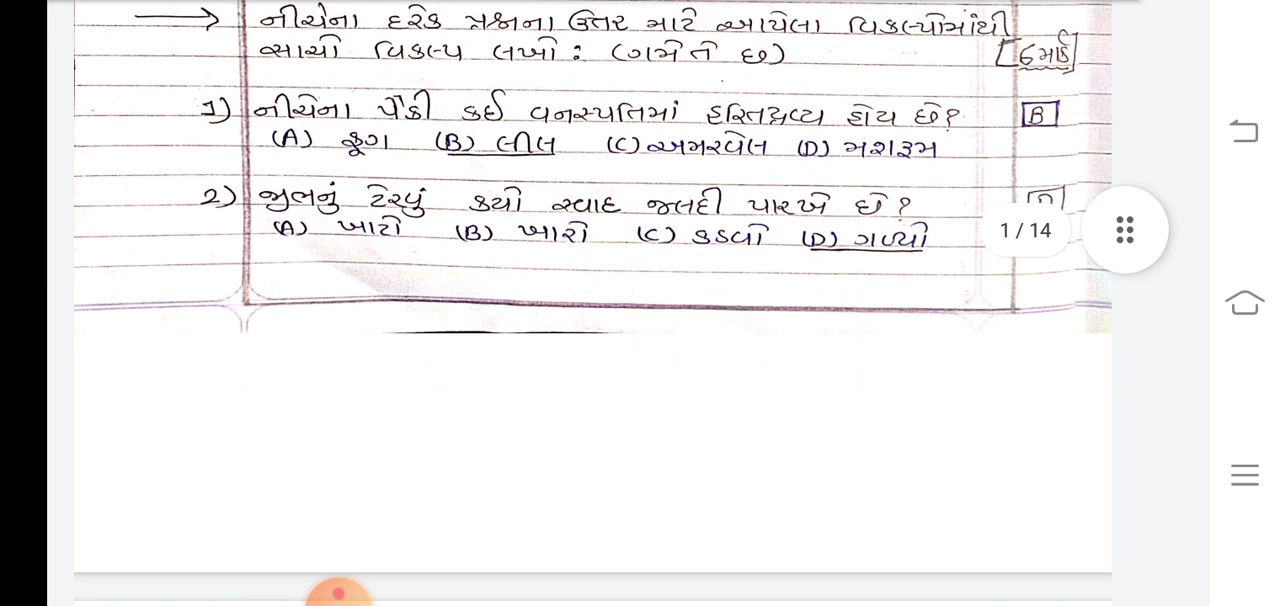 → નીચેના દરેક પ્રશ્નના ઉત્તર માટે આપેલા વિકલ્પોમાંથી
સાચો વિકલ્પ લખો : (ગમે તે છ) [6 માર્ક]
1) નીચેના પૈકી કઈ વનસ્પતિમાં હરિતદ્રવ્ય હોય છે? B
(A) ફૂગ (B) લીલ (C) અમરવેલ (D) મશરૂમ
2) જીભનું ટેરવું કયો સ્વાદ જલદી પારખે છે? D
(A) ખાટો (B) ખારો (C) કડવો (D) ગળ્યો
1 / 14